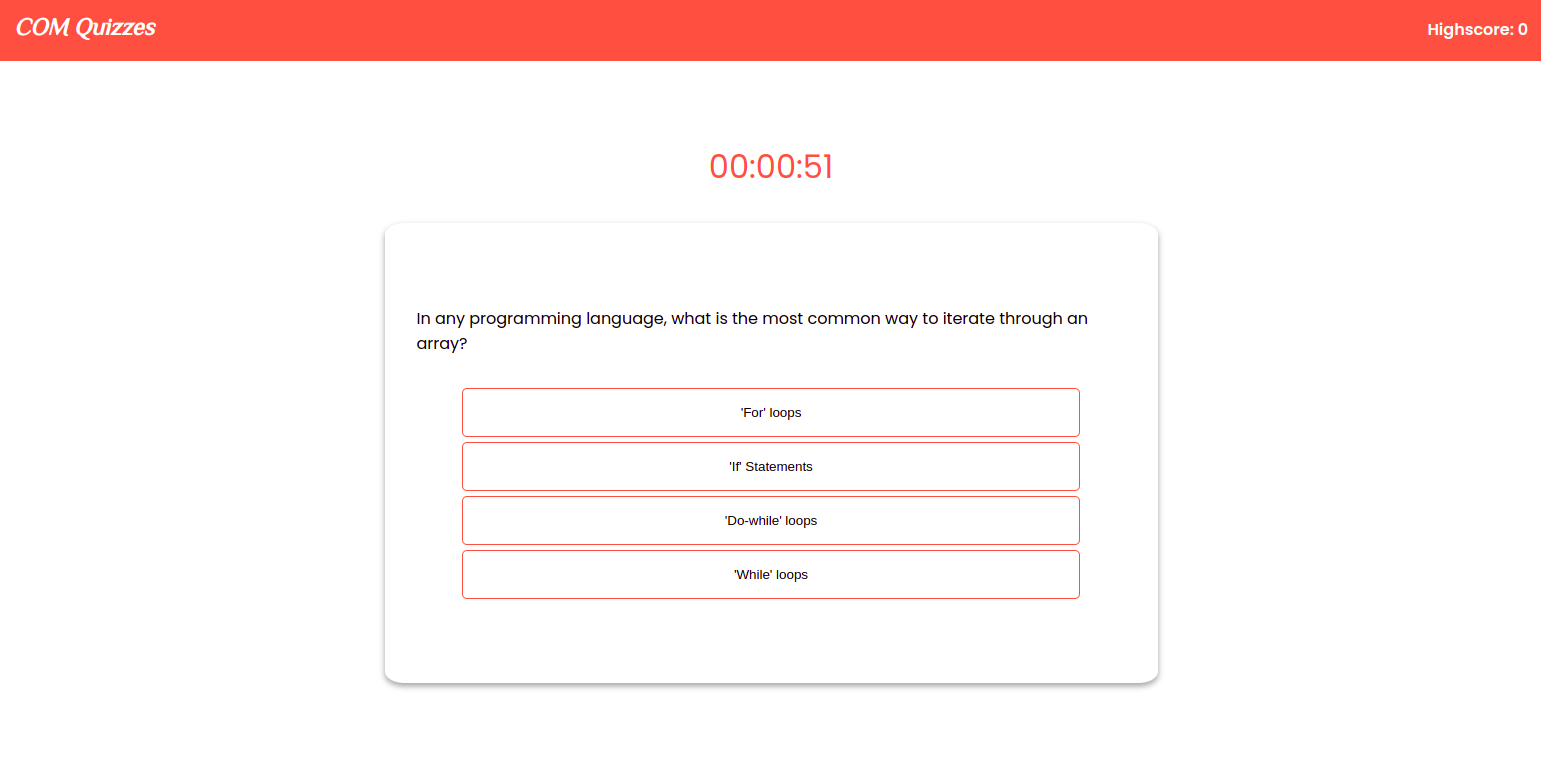 COM Quizzes
Highscore: 0
00:00:51
In any programming language, what is the most common way to iterate through an
array?
'For' loops
'If' Statements
'Do-while' loops
'While' loops